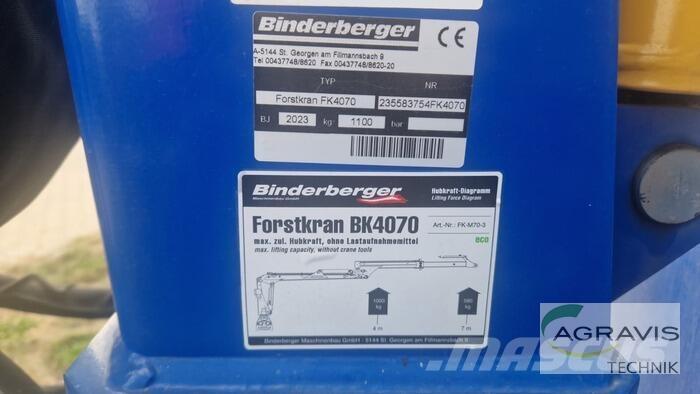 Binderberger
CE
A-5144 St. Georgen am Fillmannsbach 9
Tel 00437748/8620 Fax 00437748/8620-20
TYP NR
Forstkran FK4070 235583754FK4070
BJ 2023 kg: 1100 bar
Binderberger
Maschinenbau GmbH
Hubkraft-Diagramm
Lifting Force Diagram
Forstkran BK4070
Art.-Nr.: FK-M70-3
max. zul. Hubkraft, ohne Lastaufnahmemittel
eco
max. lifting capacity, without crane tools
1000 kg
580 kg
4 m 7 m
Binderberger Maschinenbau GmbH · 5144 St. Georgen am Fillmannsbach 9
AGRAVIS
TECHNIK
MASCUS